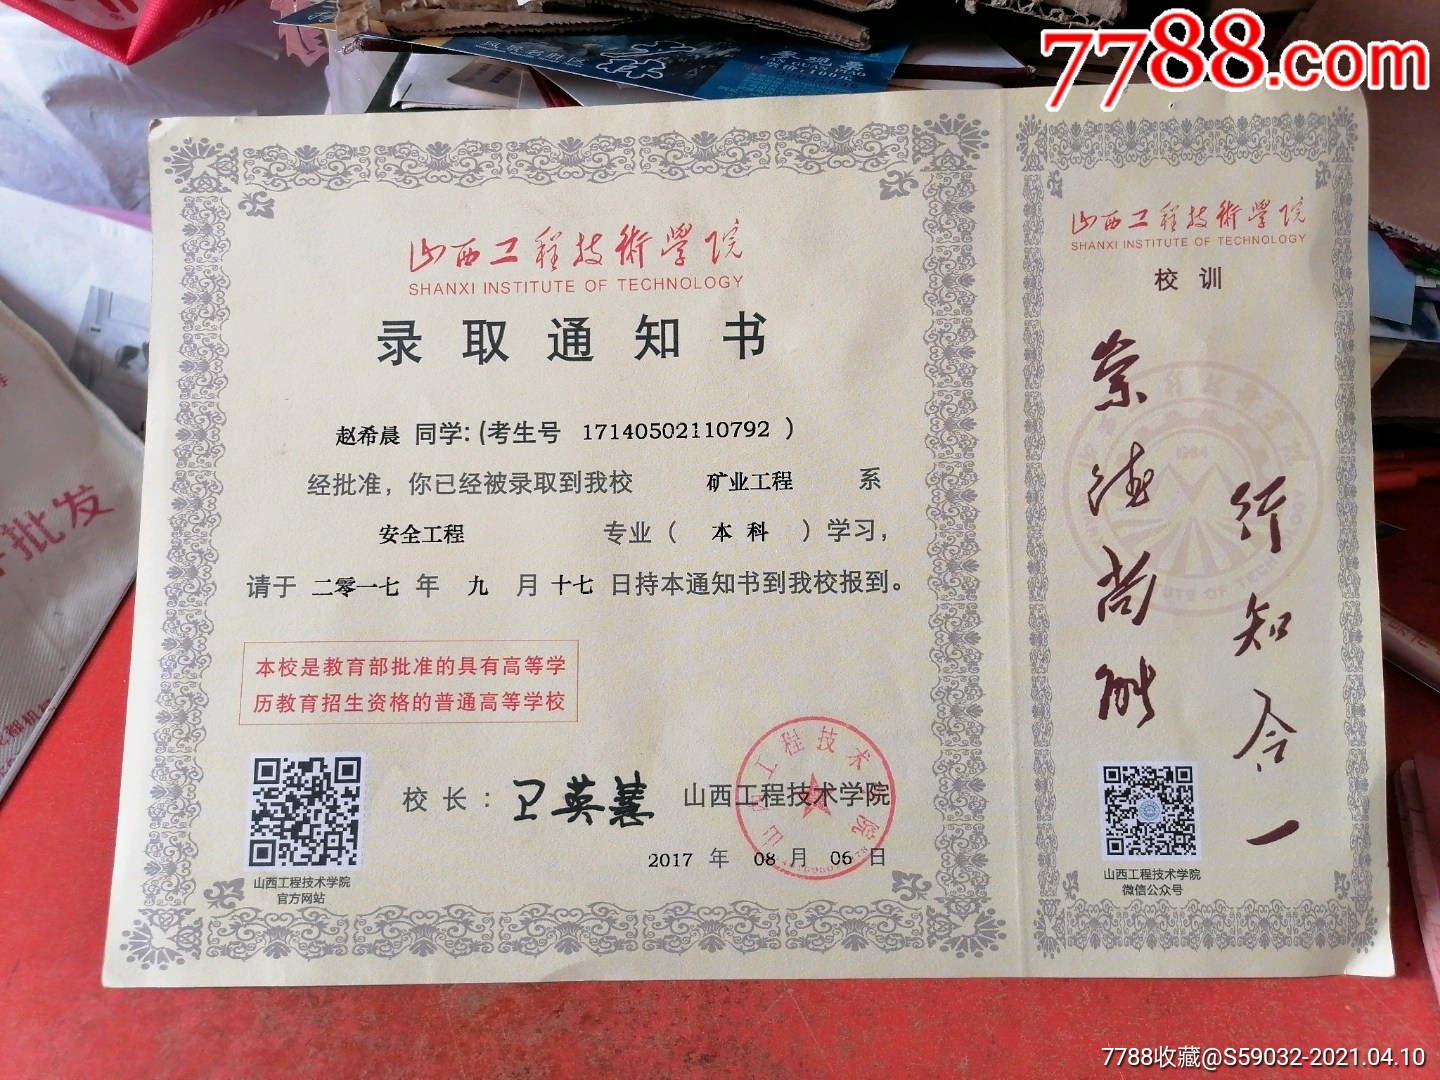 7788.com
山西工程技術學院
SHANXI INSTITUTE OF TECHNOLOGY
录取通知书
赵希晨 同学:(考生号 17140502110792 )
经批准，你已经被录取到我校 矿业工程 系
安全工程 专业（ 本 科 ）学习，
请于 二零一七 年 九 月 十七 日持本通知书到我校报到。
本校是教育部批准的具有高等学
历教育招生资格的普通高等学校
校 长 : 卫英慧 山西工程技术学院
2017 年 08 月 06 日
山西工程技术学院
官方网站
山西工程技術學院
SHANXI INSTITUTE OF TECHNOLOGY
校 训
崇德尚能
行知合一
1984
山西工程技术学院
微信公众号
批发
7788收藏@S59032-2021.04.10